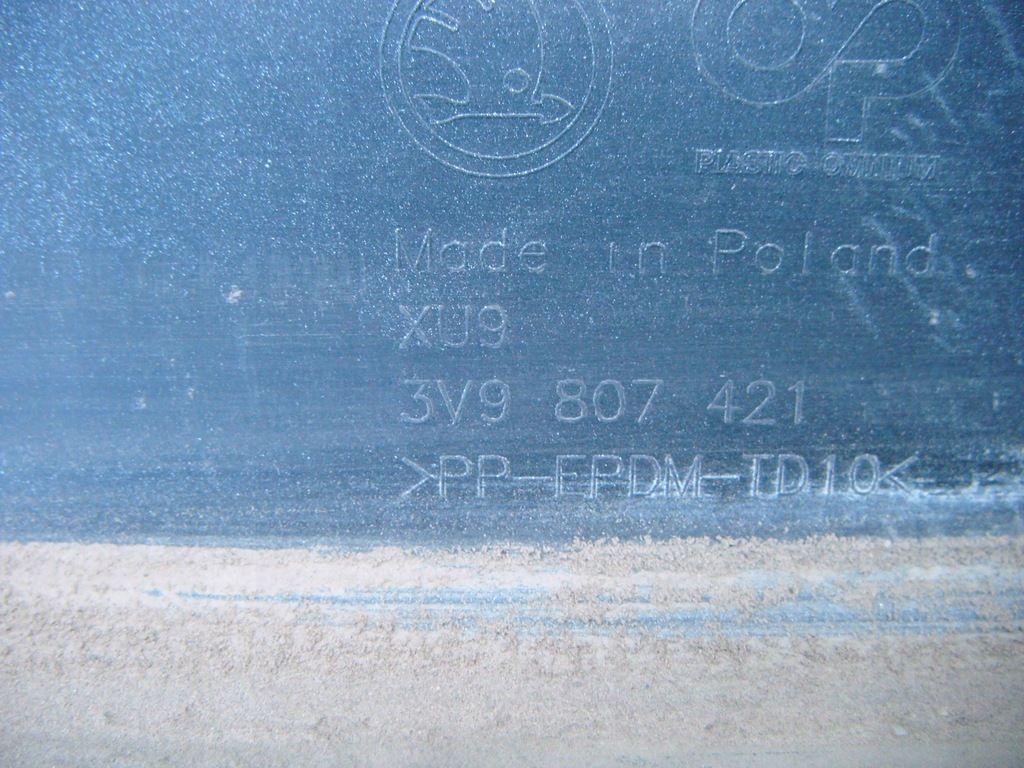 PLASTIC OMNIUM
Made in Poland
XU9
3V9 807 421
>PP-EPDM-TD10<